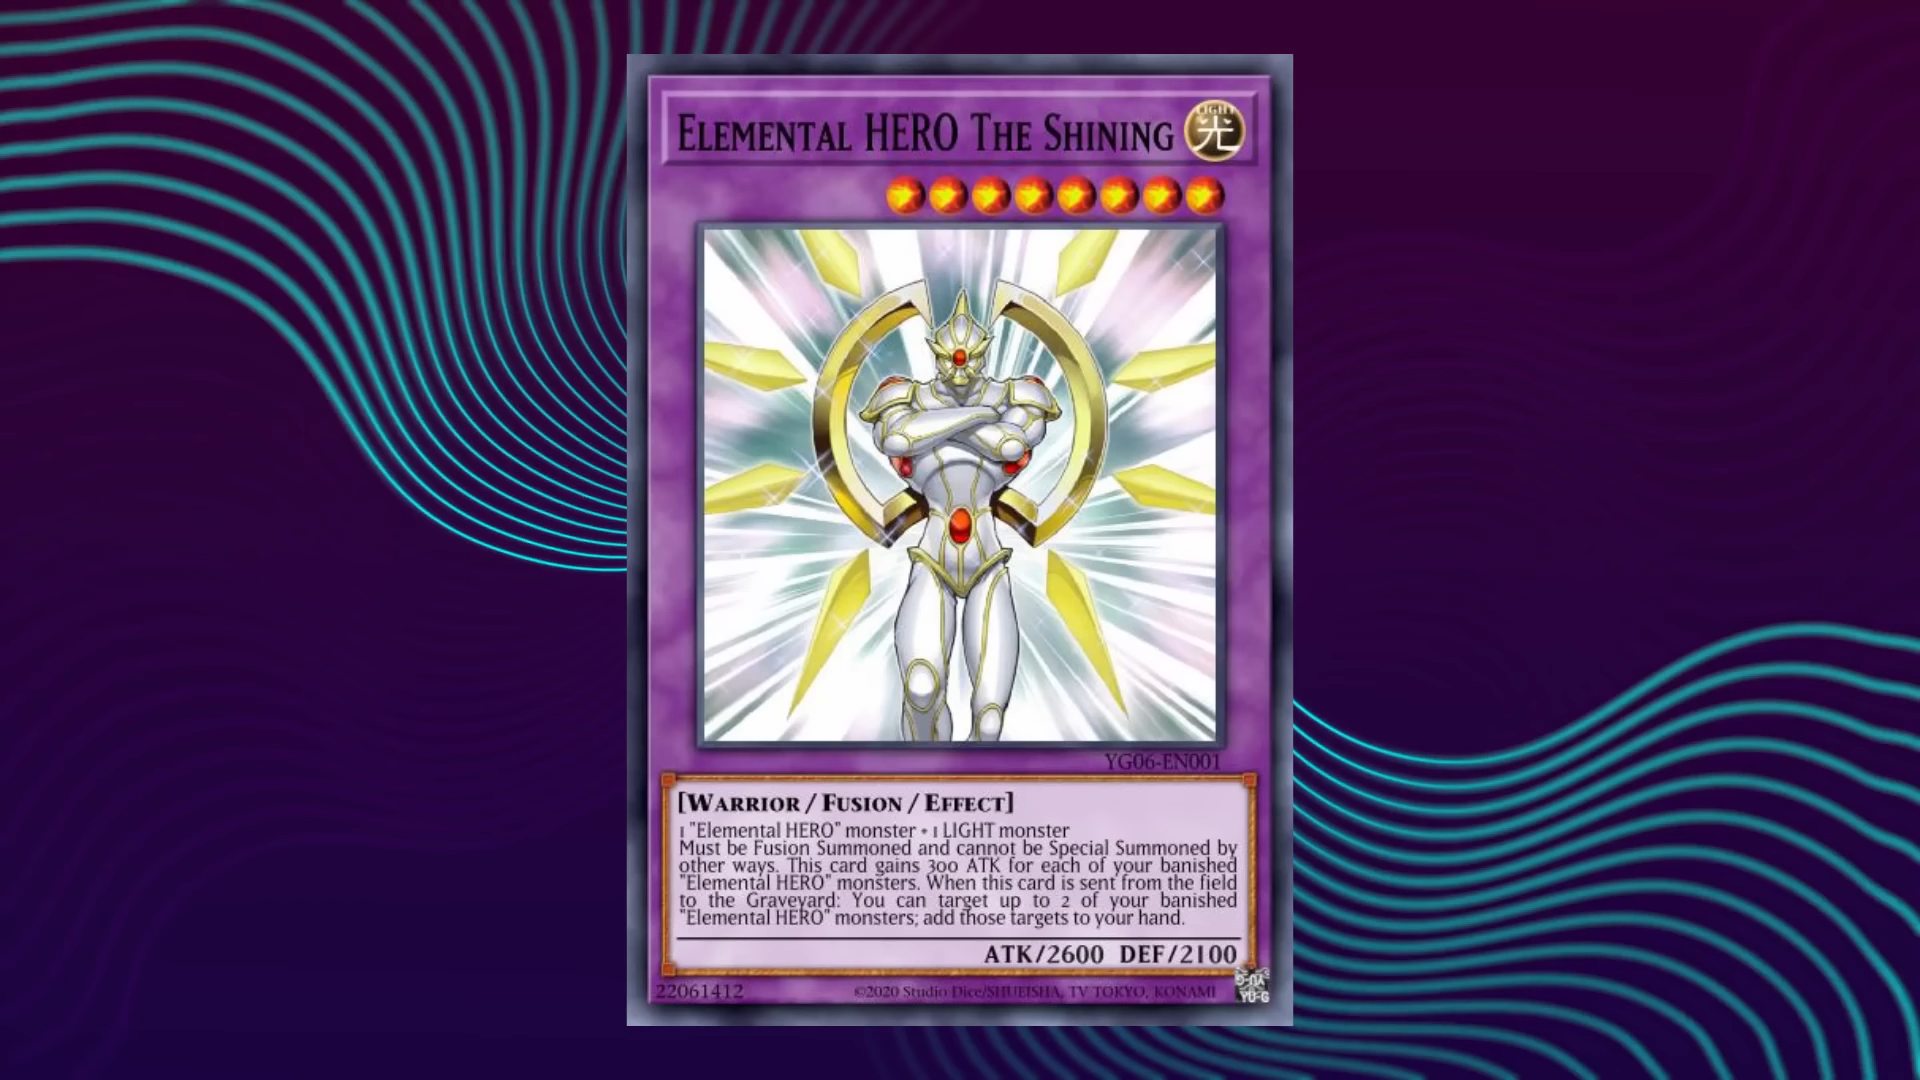 ELEMENTAL HERO THE SHINING
LIGHT
光
YG06-EN001
[WARRIOR / FUSION / EFFECT]
1 "Elemental HERO" monster + 1 LIGHT monster
Must be Fusion Summoned and cannot be Special Summoned by
other ways. This card gains 300 ATK for each of your banished
"Elemental HERO" monsters. When this card is sent from the field
to the Graveyard: You can target up to 2 of your banished
"Elemental HERO" monsters; add those targets to your hand.
ATK/2600 DEF/2100
22061412
©2020 Studio Dice/SHUEISHA, TV TOKYO, KONAMI